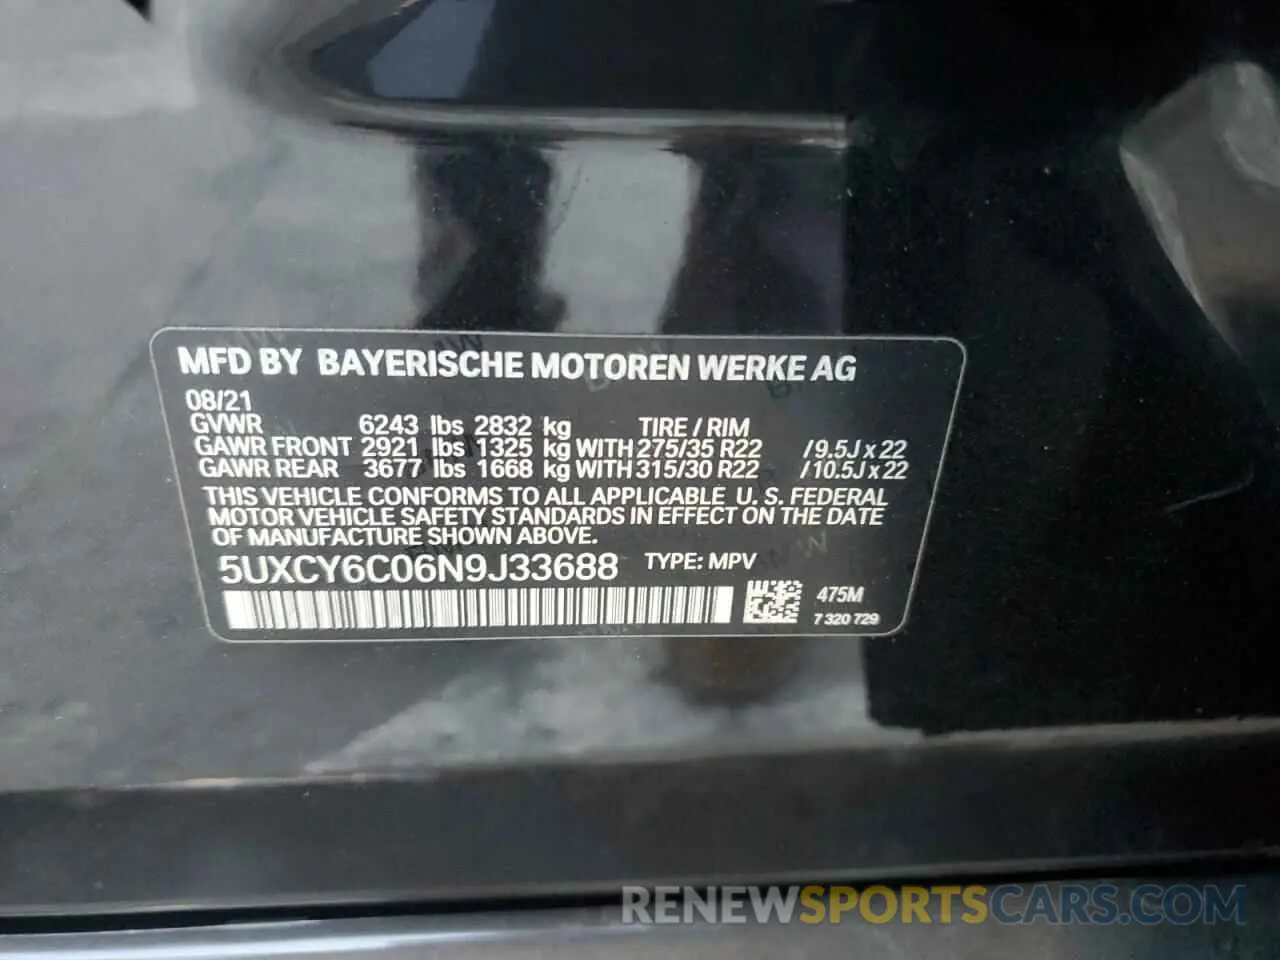 MFD BY BAYERISCHE MOTOREN WERKE AG
08/21
GVWR 6243 lbs 2832 kg TIRE / RIM
GAWR FRONT 2921 lbs 1325 kg WITH 275/35 R22 / 9.5J x 22
GAWR REAR 3677 lbs 1668 kg WITH 315/30 R22 / 10.5J x 22
THIS VEHICLE CONFORMS TO ALL APPLICABLE U. S. FEDERAL
MOTOR VEHICLE SAFETY STANDARDS IN EFFECT ON THE DATE
OF MANUFACTURE SHOWN ABOVE.
5UXCY6C06N9J33688 TYPE: MPV
475M
7 320 729
RENEWSPORTSCARS.COM